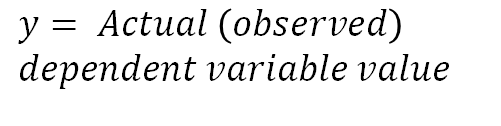 y = Actual (observed)
dependent variable value